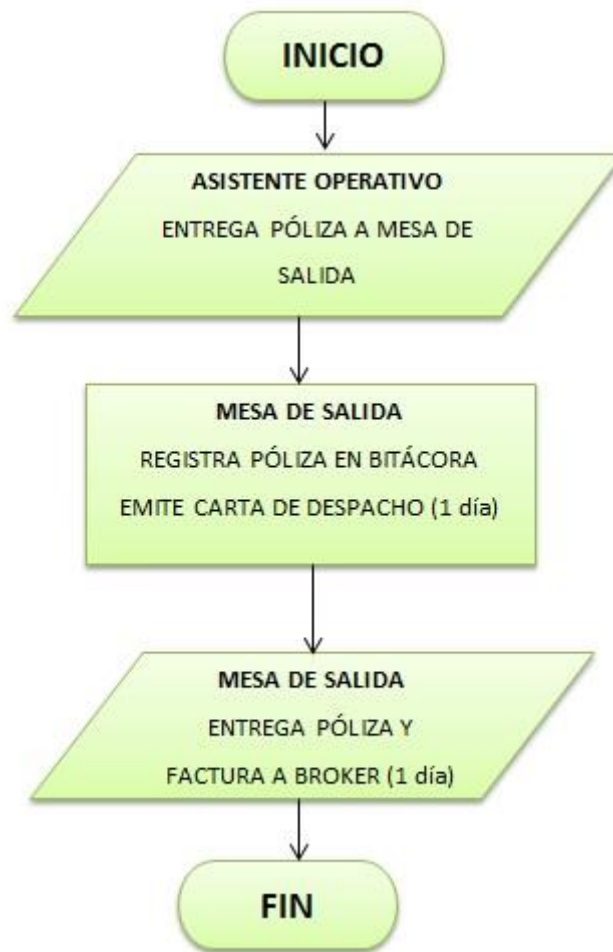 INICIO
ASISTENTE OPERATIVO
ENTREGA PÓLIZA A MESA DE
SALIDA
MESA DE SALIDA
REGISTRA PÓLIZA EN BITÁCORA
EMITE CARTA DE DESPACHO (1 día)
MESA DE SALIDA
ENTREGA PÓLIZA Y
FACTURA A BROKER (1 día)
FIN